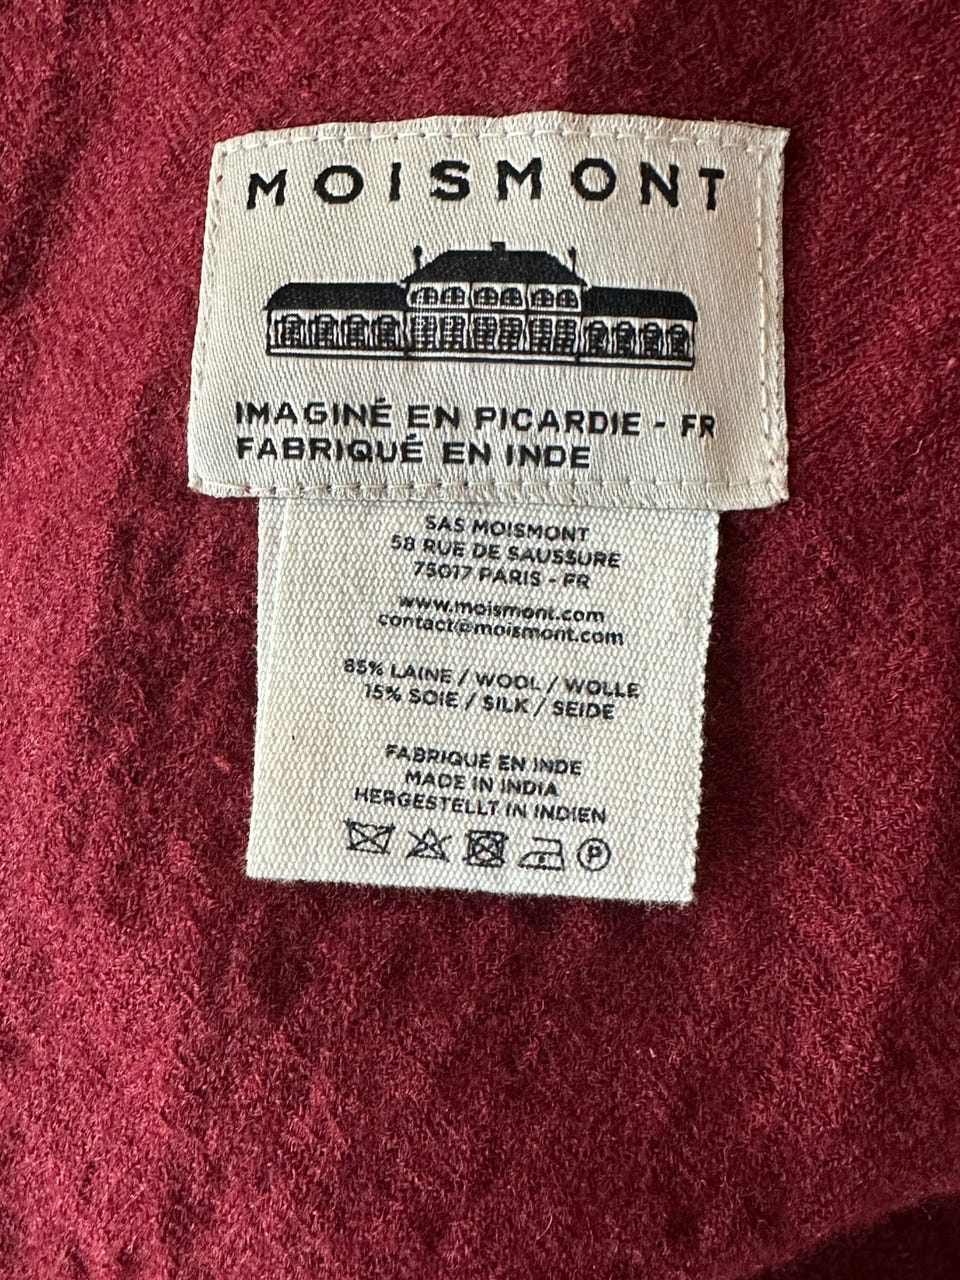 MOISMONT
IMAGINÉ EN PICARDIE - FR
FABRIQUÉ EN INDE
SAS MOISMONT
58 RUE DE SAUSSURE
75017 PARIS - FR
www.moismont.com
contact@moismont.com
85% LAINE / WOOL / WOLLE
15% SOIE / SILK / SEIDE
FABRIQUÉ EN INDE
MADE IN INDIA
HERGESTELLT IN INDIEN
P